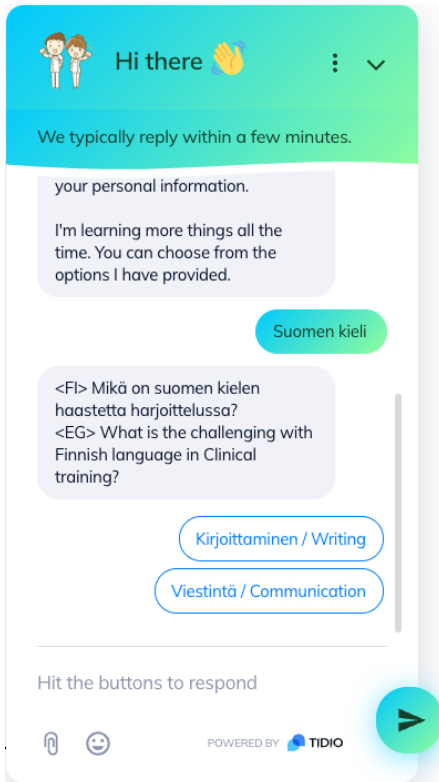 Hi there 👋
We typically reply within a few minutes.
your personal information.
I'm learning more things all the
time. You can choose from the
options I have provided.
Suomen kieli
<FI> Mikä on suomen kielen
haastetta harjoittelussa?
<EG> What is the challenging with
Finnish language in Clinical
training?
Kirjoittaminen / Writing
Viestintä / Communication
Hit the buttons to respond
POWERED BY TIDIO